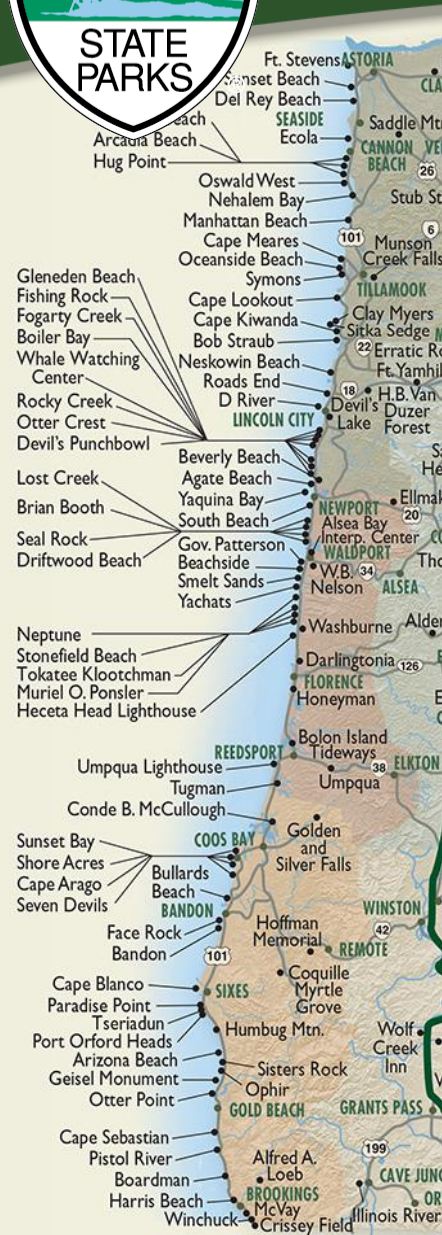 STATE
PARKS
Ft. Stevens
ASTORIA
Sunset Beach
Del Rey Beach
SEASIDE
Ecola
Saddle Mtn
Arcadia Beach
Hug Point
CANNON
BEACH
26
Oswald West
Nehalem Bay
Stub St
Manhattan Beach
101
6
Cape Meares
Munson
Creek Falls
Oceanside Beach
Symons
TILLAMOOK
Cape Lookout
Clay Myers
Cape Kiwanda
Sitka Sedge
Bob Straub
22
Erratic Ro
Neskowin Beach
Ft. Yamhil
Roads End
18
H.B. Van
Duzer
Forest
D River
Devil's
Lake
LINCOLN CITY
Gleneden Beach
Fishing Rock
Fogarty Creek
Boiler Bay
Whale Watching
Center
Rocky Creek
Otter Crest
Devil's Punchbowl
Beverly Beach
Agate Beach
Yaquina Bay
Ellmak
20
NEWPORT
South Beach
Lost Creek
Brian Booth
Seal Rock
Driftwood Beach
Alsea Bay
Interp. Center
WALDPORT
Gov. Patterson
Beachside
Smelt Sands
Yachats
W.B.
Nelson
34
ALSEA
Neptune
Stonefield Beach
Tokatee Klootchman
Muriel O. Ponsler
Heceta Head Lighthouse
Washburne
Alder
Darlingtonia
126
FLORENCE
Honeyman
Bolon Island
Tideways
REEDSPORT
38
ELKTON
Umpqua Lighthouse
Umpqua
Tugman
Conde B. McCullough
Golden
and
Silver Falls
COOS BAY
Sunset Bay
Shore Acres
Cape Arago
Seven Devils
Bullards
Beach
BANDON
WINSTON
Face Rock
Bandon
Hoffman
Memorial
42
REMOTE
101
Coquille
Myrtle
Grove
Cape Blanco
SIXES
Paradise Point
Tseriadun
Port Orford Heads
Humbug Mtn.
Wolf
Creek
Inn
Arizona Beach
Sisters Rock
Geisel Monument
Ophir
Otter Point
GOLD BEACH
GRANTS PASS
Cape Sebastian
Pistol River
199
Alfred A.
Loeb
Boardman
CAVE JUNC
BROOKINGS
Harris Beach
McVay
Winchuck
Crissey Field
Illinois River